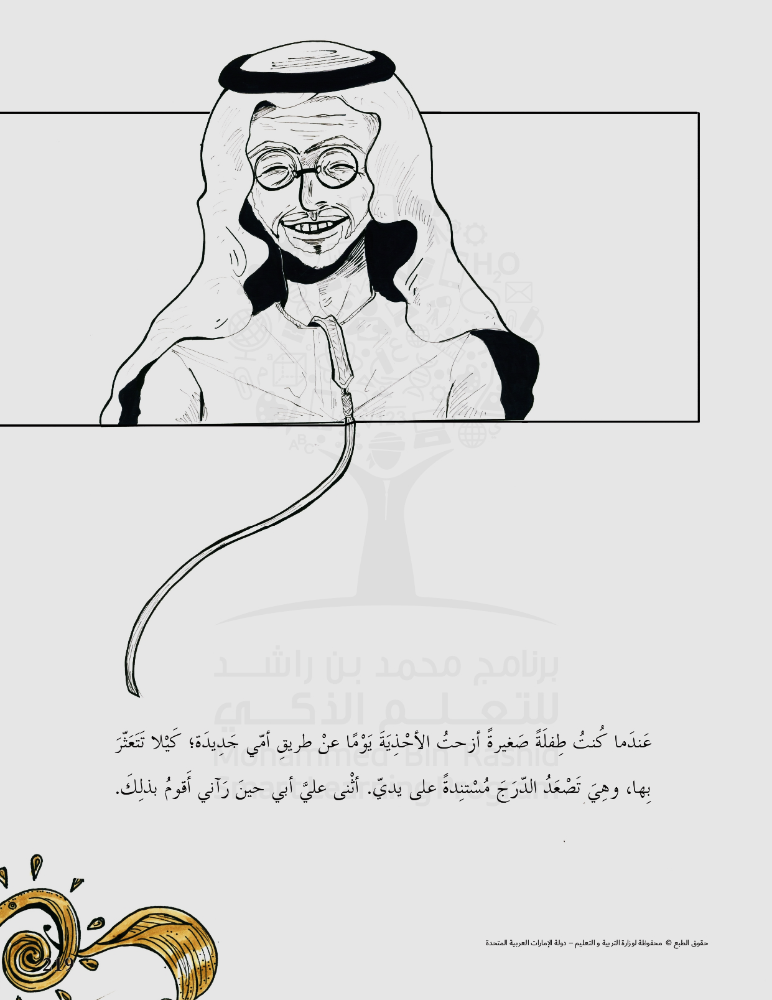 برنامج محمد بن راشد
للتعلم الذكي
Mohammed Bin Rashid
Smart Learning Program
عَندَما كُنتُ طِفلَةً صَغيرةً أزحتُ الأحْذِيَةَ يَوْمًا عنْ طريقِ أمّي جَدِيدَة؛ كَيْلا تَتَعَثّرَ
بِها، وهِيَ تَصْعَدُ الدّرَجَ مُسْتنِدةً على يديّ. أثْنى عليَّ أبي حينَ رَآني أَقومُ بذلِكَ.
حقوق الطبع © محفوظة لوزارة التربية و التعليم – دولة الإمارات العربية المتحدة
219